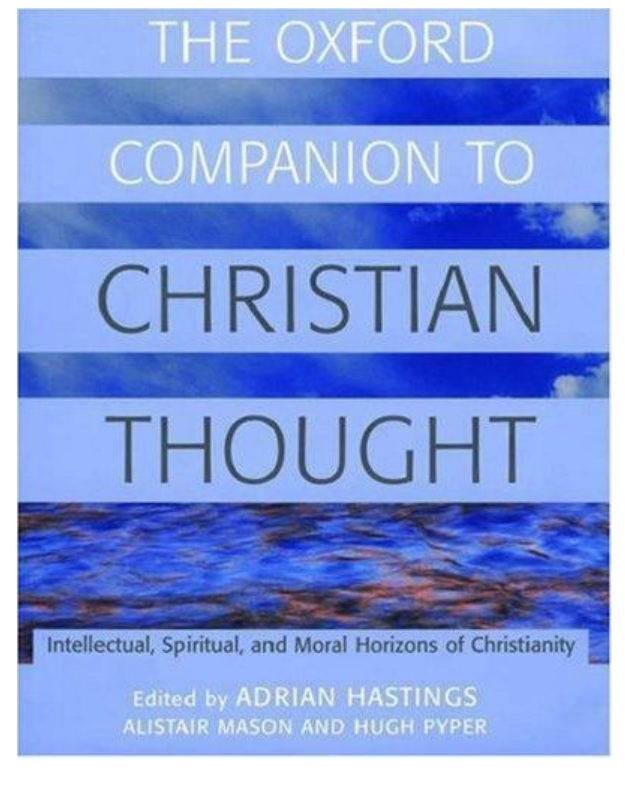 THE OXFORD
COMPANION TO
CHRISTIAN
THOUGHT
Intellectual, Spiritual, and Moral Horizons of Christianity
Edited by ADRIAN HASTINGS
ALISTAIR MASON AND HUGH PYPER